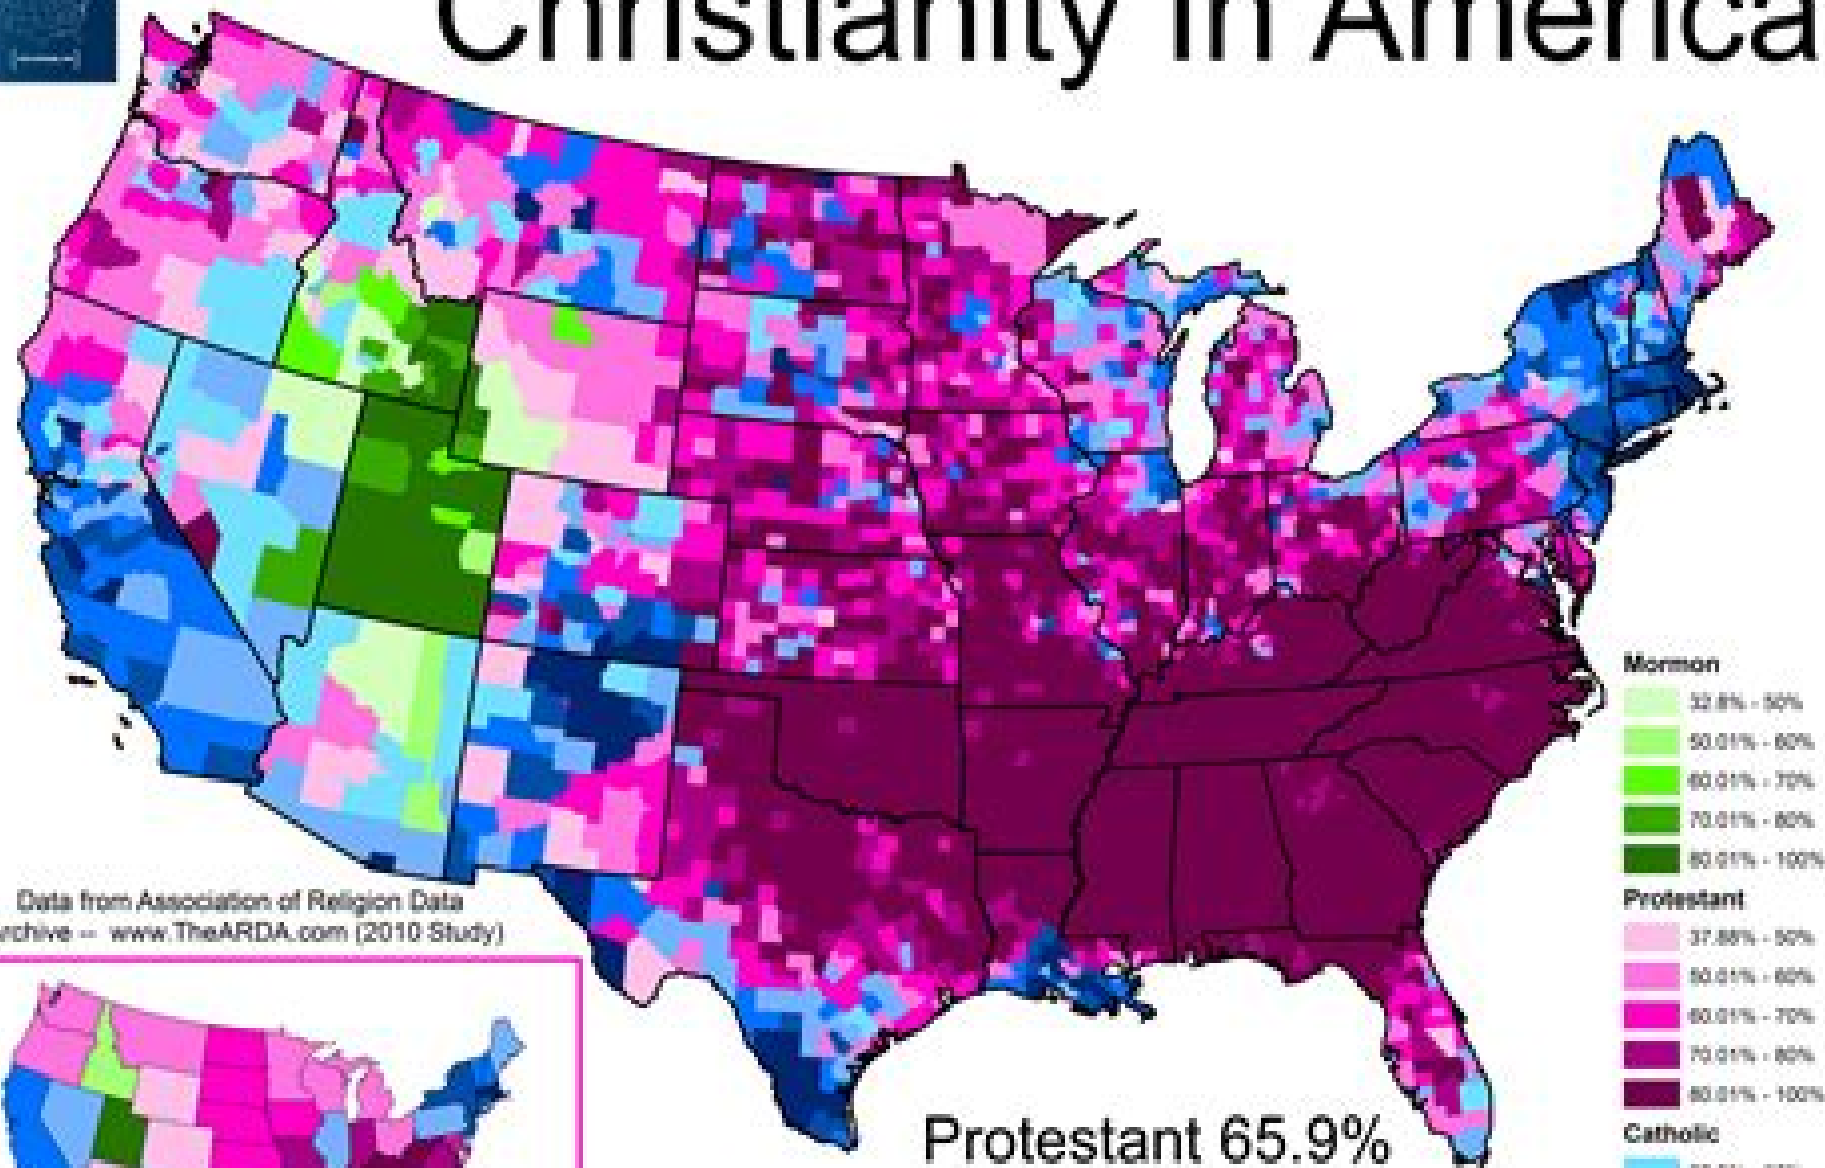 Christianity in America
Data from Association of Religion Data
Archive -- www.TheARDA.com (2010 Study)
Mormon
32.8% - 50%
50.01% - 60%
60.01% - 70%
70.01% - 80%
80.01% - 100%
Protestant
37.88% - 50%
50.01% - 60%
60.01% - 70%
70.01% - 80%
80.01% - 100%
Catholic
Protestant 65.9%